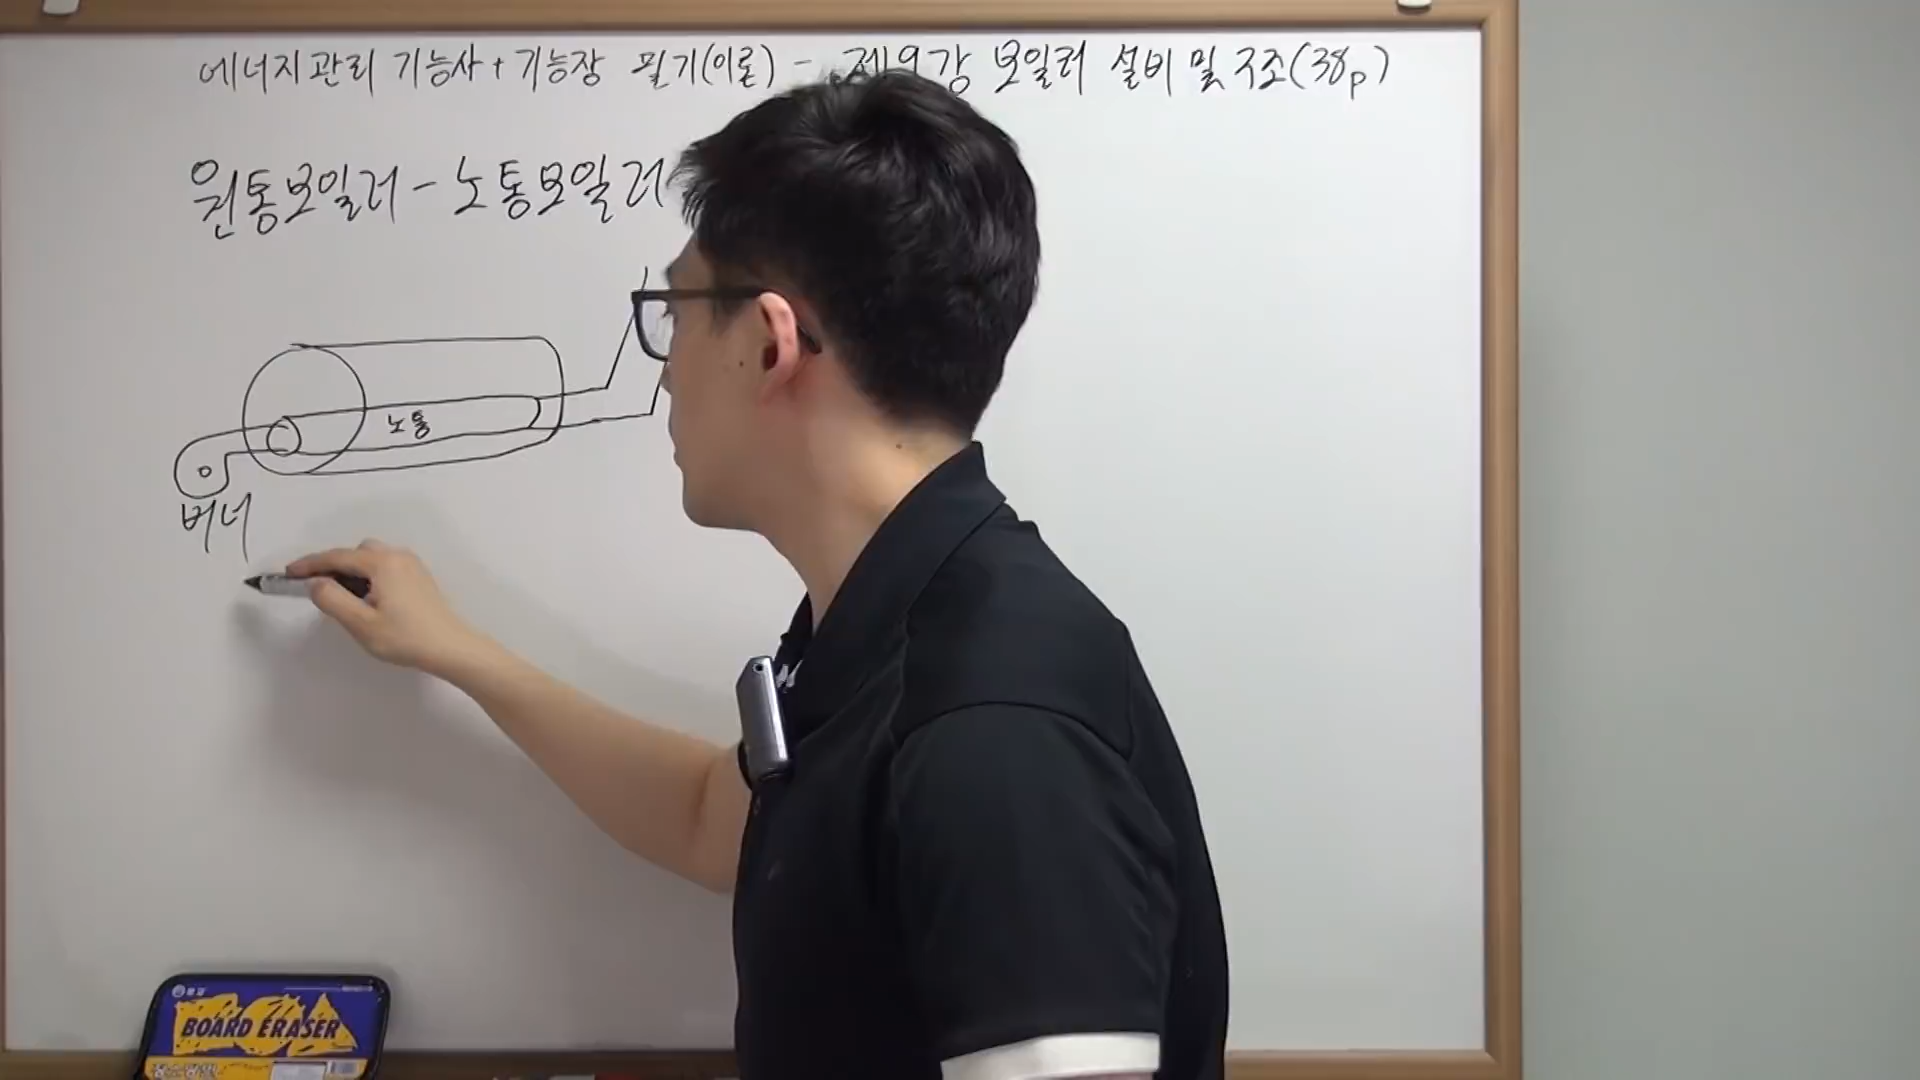 에너지관리 기능사+기능장 필기(이론) - 제9강 보일러 설비 및 구조(38p)
원통보일러-노통보일러
노통
버너
BOARD ERASER